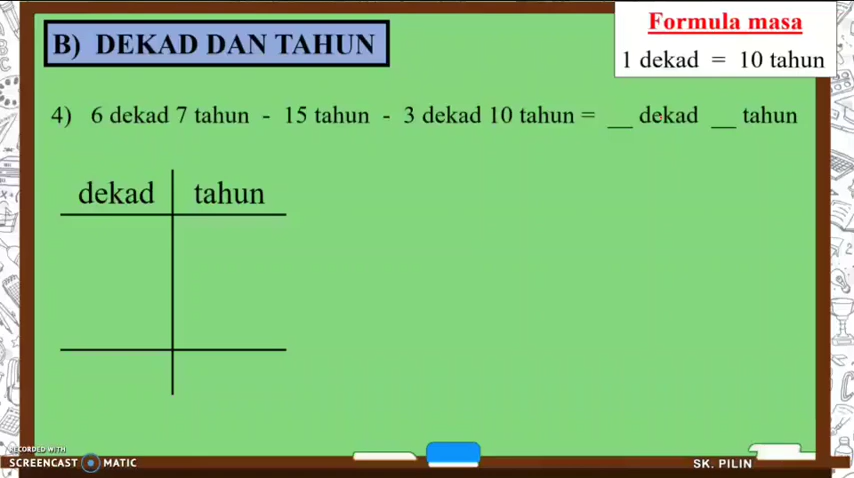 B) DEKAD DAN TAHUN
Formula masa
1 dekad = 10 tahun
4) 6 dekad 7 tahun - 15 tahun - 3 dekad 10 tahun = __ dekad __ tahun
dekad tahun
RECORDED WITH
SCREENCAST MATIC
SK. PILIN